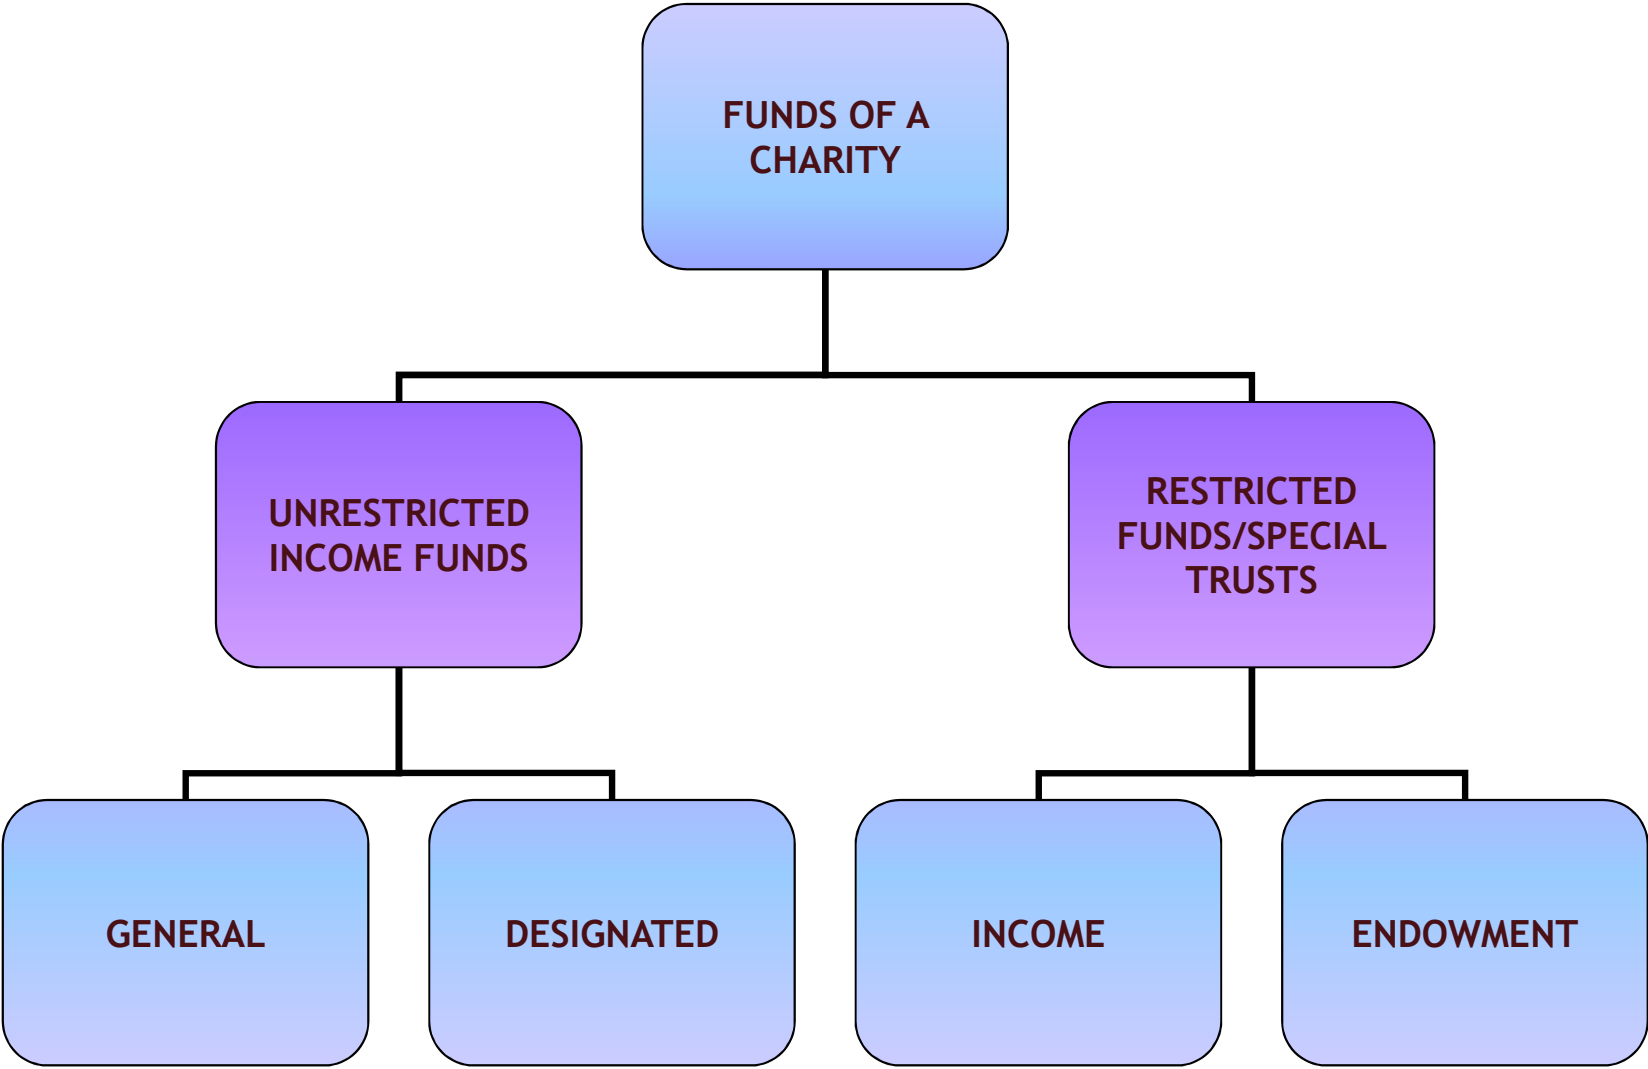 FUNDS OF A
CHARITY
UNRESTRICTED
INCOME FUNDS
RESTRICTED
FUNDS/SPECIAL
TRUSTS
GENERAL
DESIGNATED
INCOME
ENDOWMENT